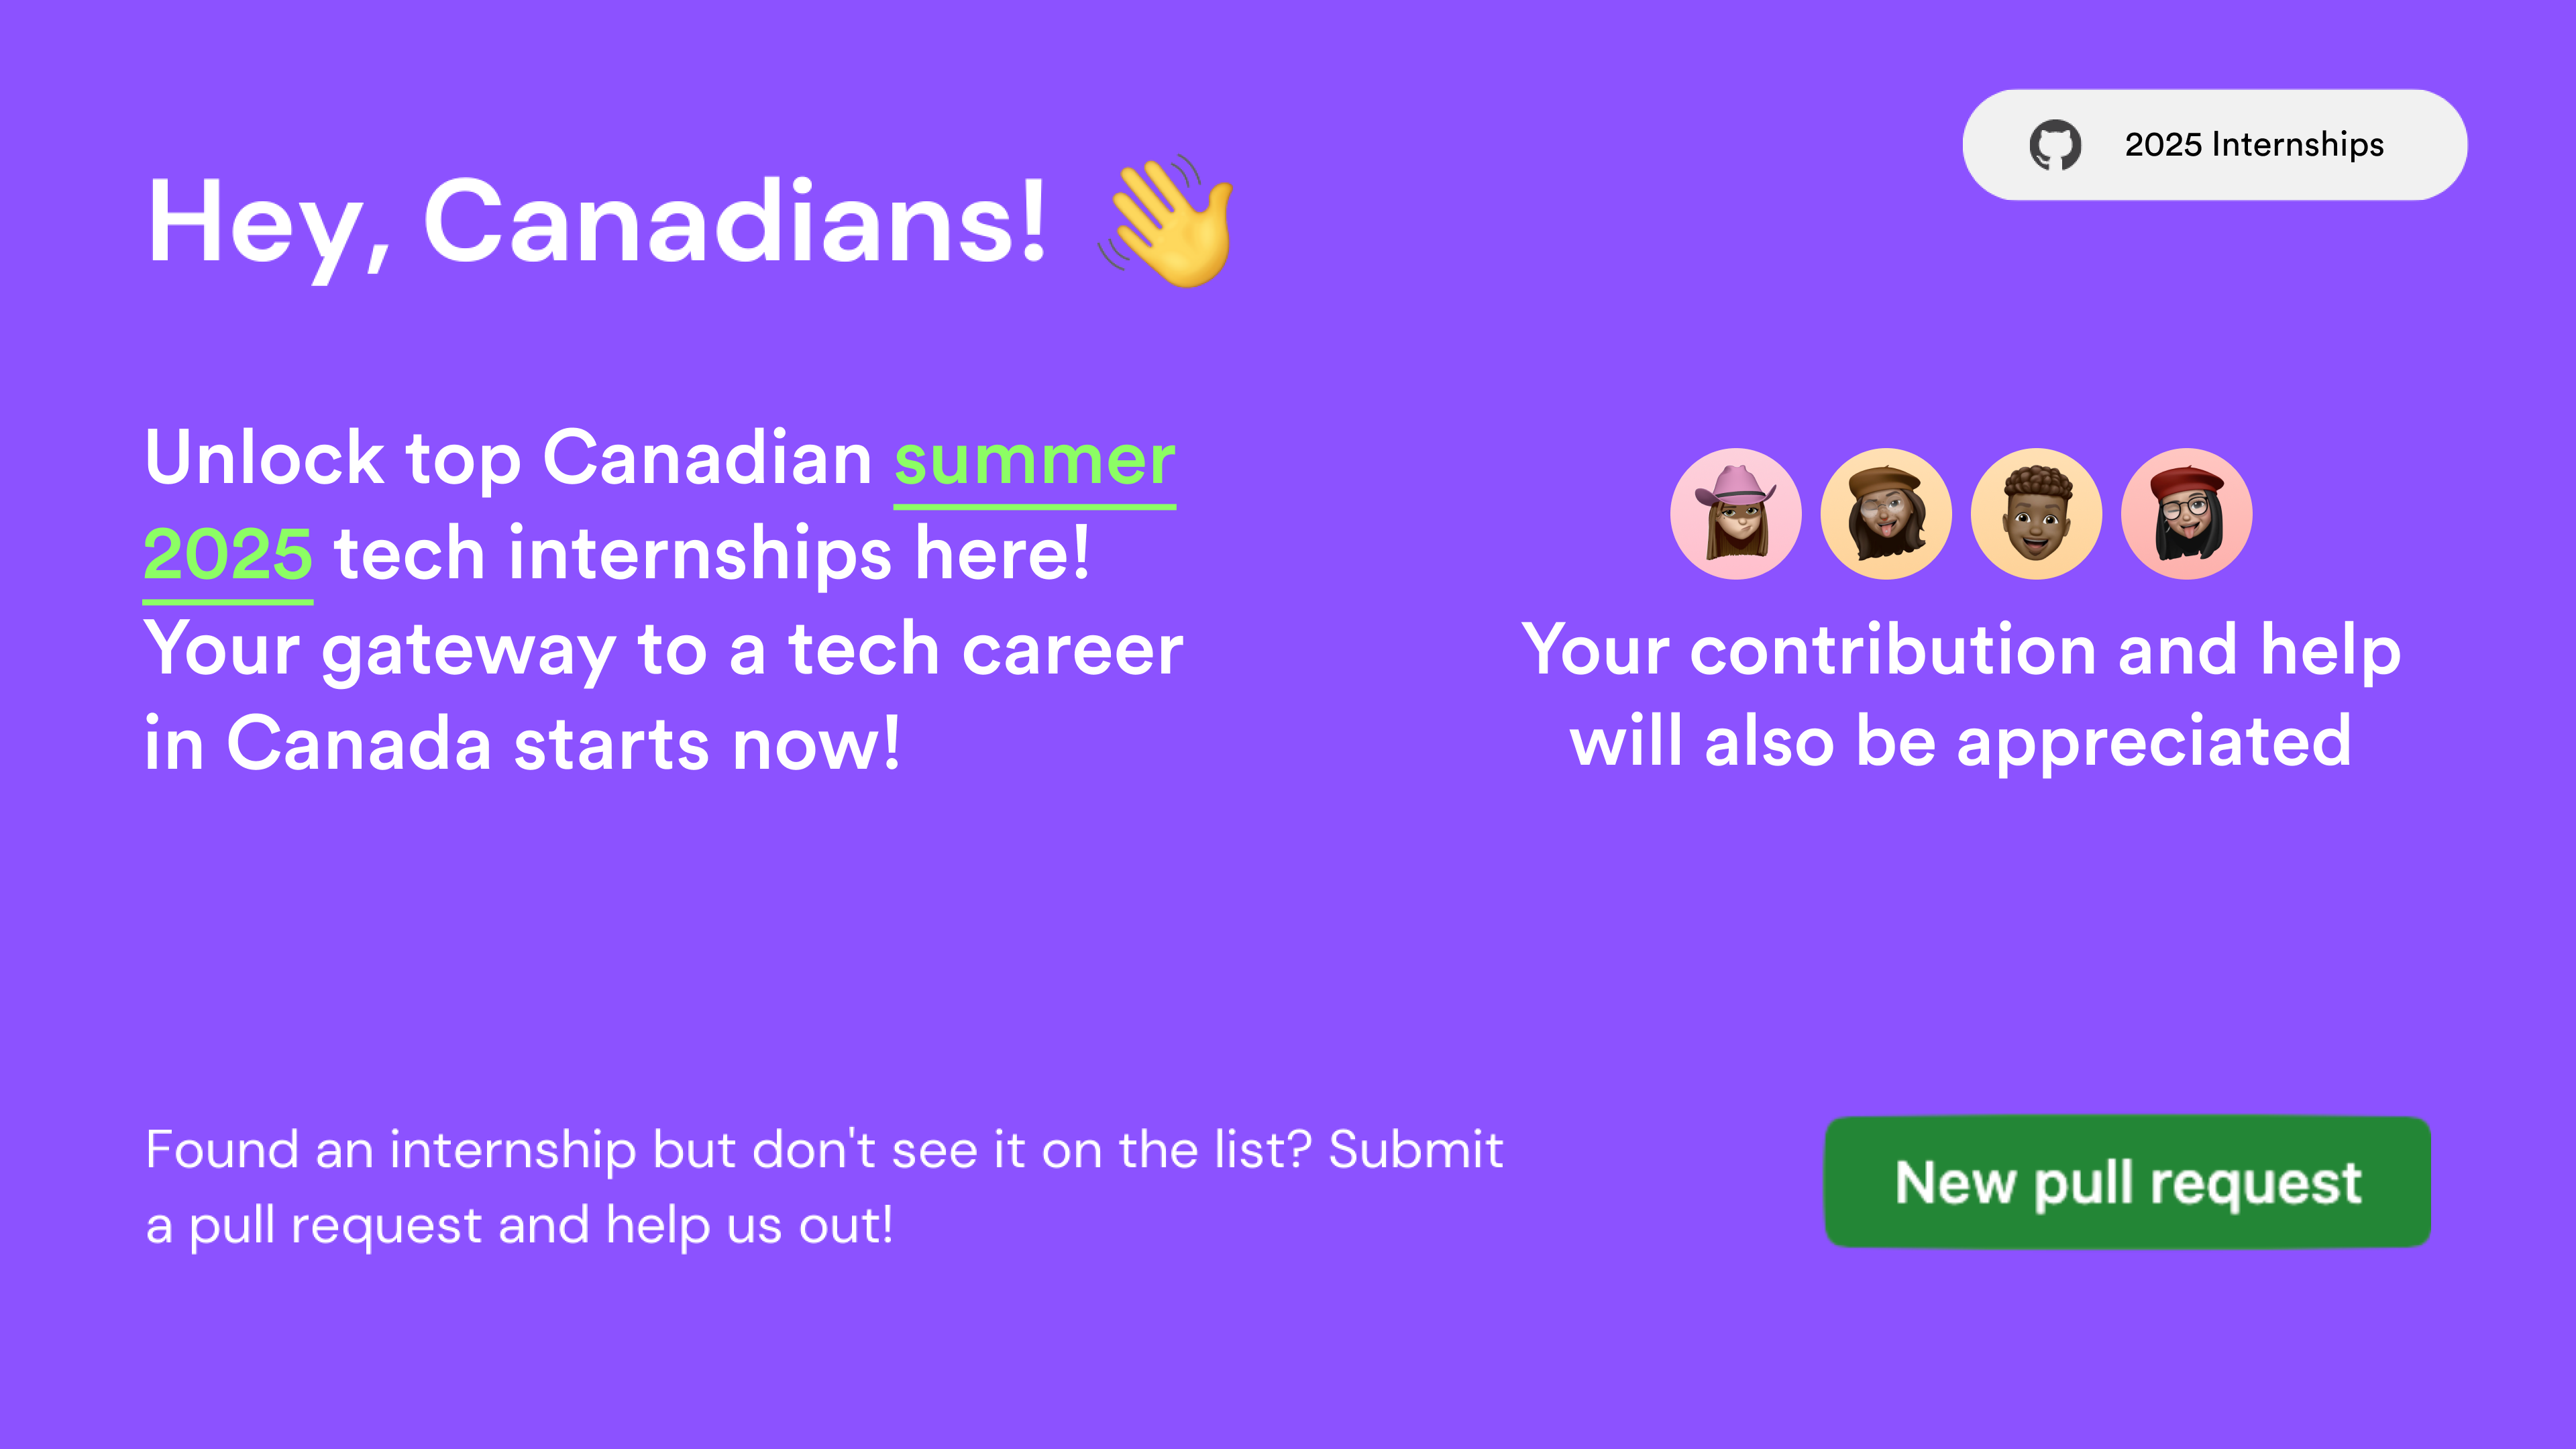 2025 Internships
Hey, Canadians!
Unlock top Canadian summer
2025 tech internships here!
Your gateway to a tech career
in Canada starts now!
Your contribution and help
will also be appreciated
Found an internship but don't see it on the list? Submit
a pull request and help us out!
New pull request